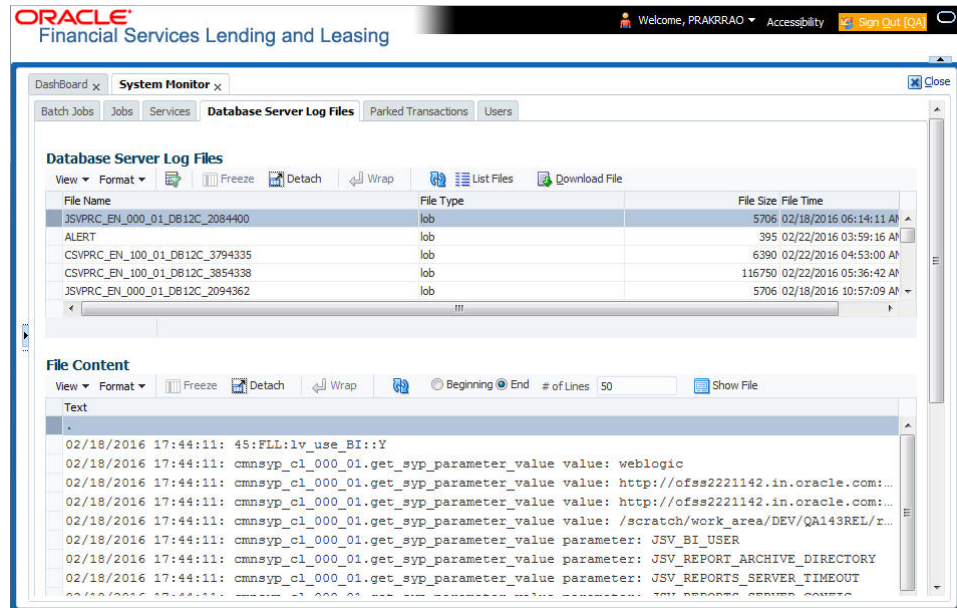 ORACLE
Financial Services Lending and Leasing
Welcome, PRAKRRAO Accessibility Sign Out [QA]
DashBoard x System Monitor x Close
Batch Jobs Jobs Services Database Server Log Files Parked Transactions Users
Database Server Log Files
View Format Freeze Detach Wrap List Files Download File
File Name File Type File Size File Time
JSVPRC_EN_000_01_DB12C_2084400 lob 5706 02/18/2016 06:14:11 AM
ALERT lob 395 02/22/2016 03:59:16 AM
CSVPRC_EN_100_01_DB12C_3794335 lob 6390 02/22/2016 04:53:00 AM
CSVPRC_EN_100_01_DB12C_3854338 lob 116750 02/22/2016 05:36:42 AM
JSVPRC_EN_000_01_DB12C_2094362 lob 5706 02/18/2016 10:57:09 AM
File Content
View Format Freeze Detach Wrap Beginning End # of Lines 50 Show File
Text
.
02/18/2016 17:44:11: 45:FLL:lv_use_BI::Y
02/18/2016 17:44:11: cmnsyp_cl_000_01.get_syp_parameter_value value: weblogic
02/18/2016 17:44:11: cmnsyp_cl_000_01.get_syp_parameter_value value: http://ofss2221142.in.oracle.com:...
02/18/2016 17:44:11: cmnsyp_cl_000_01.get_syp_parameter_value value: http://ofss2221142.in.oracle.com:...
02/18/2016 17:44:11: cmnsyp_cl_000_01.get_syp_parameter_value value: /scratch/work_area/DEV/QA143REL/r...
02/18/2016 17:44:11: cmnsyp_cl_000_01.get_syp_parameter_value parameter: JSV_BI_USER
02/18/2016 17:44:11: cmnsyp_cl_000_01.get_syp_parameter_value parameter: JSV_REPORT_ARCHIVE_DIRECTORY
02/18/2016 17:44:11: cmnsyp_cl_000_01.get_syp_parameter_value parameter: JSV_REPORTS_SERVER_TIMEOUT